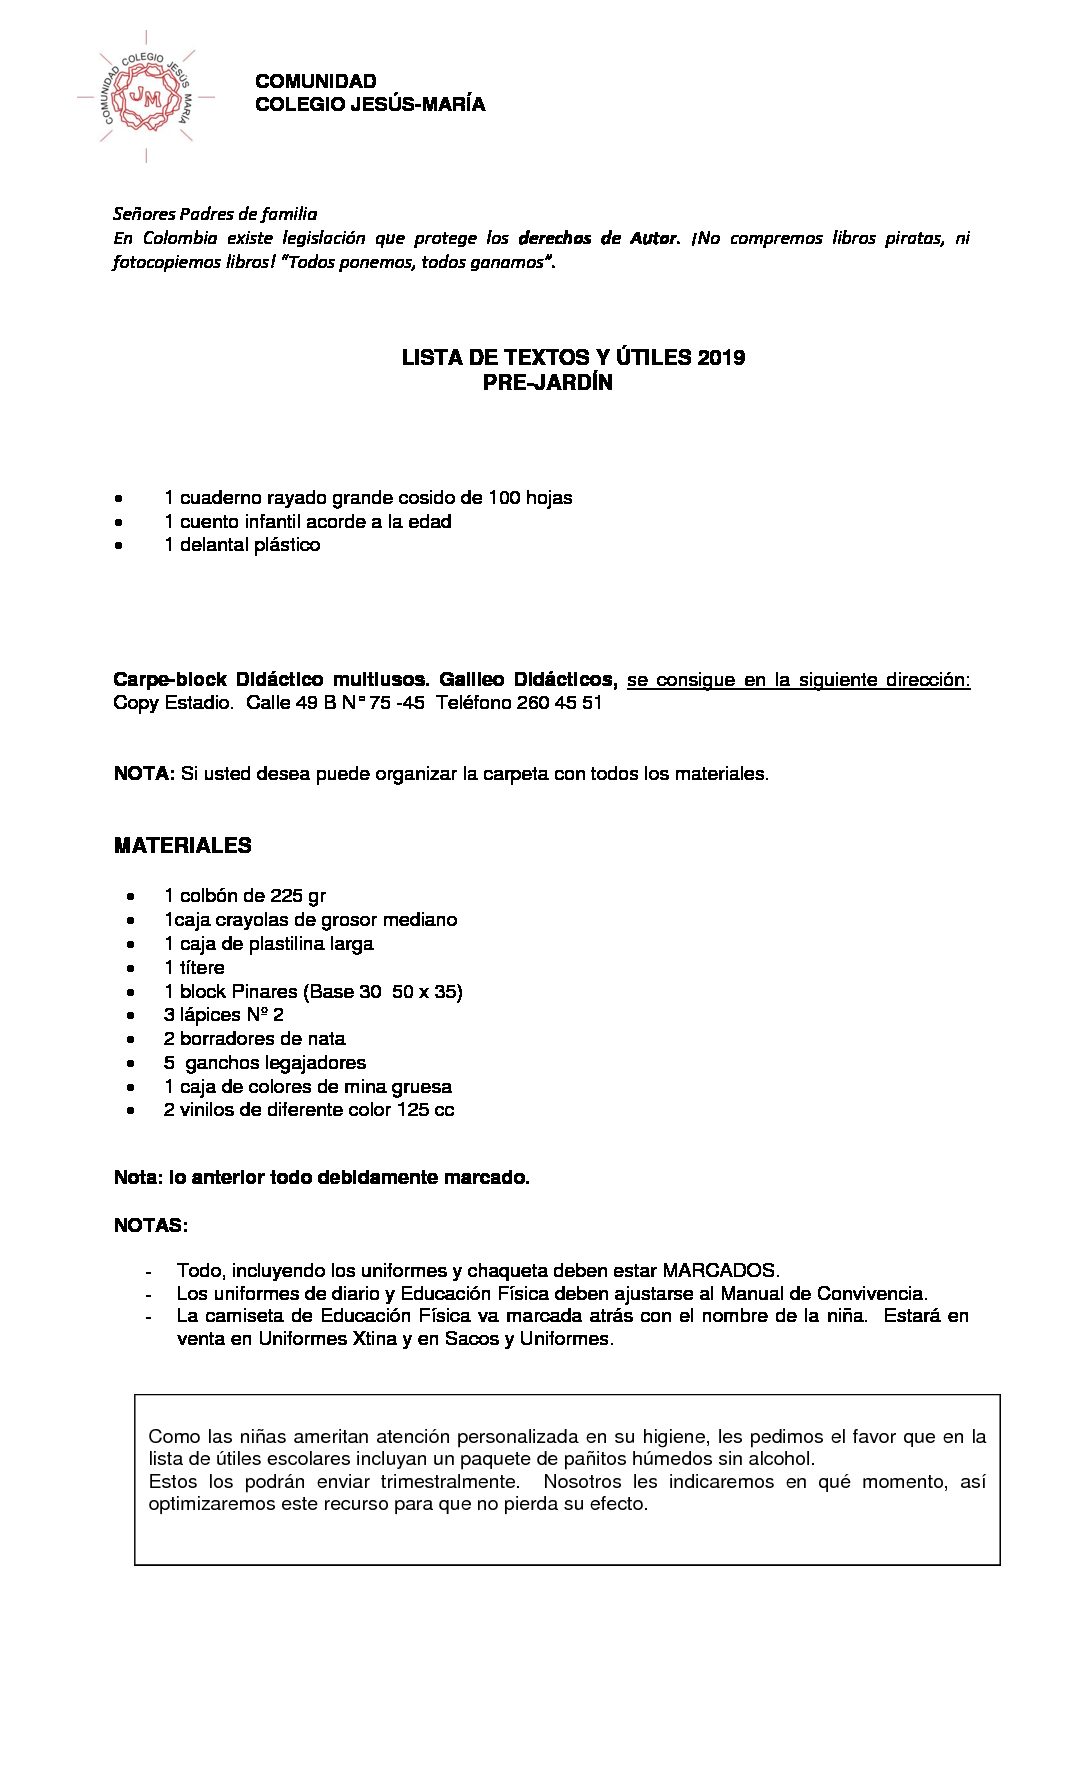 COMUNIDAD COLEGIO JESÚS MARÍA
JM
COMUNIDAD
COLEGIO JESÚS-MARÍA
Señores Padres de familia
En Colombia existe legislación que protege los derechos de Autor. ¡No compremos libros piratas, ni
fotocopiemos libros! "Todos ponemos, todos ganamos".
LISTA DE TEXTOS Y ÚTILES 2019
PRE-JARDÍN
• 1 cuaderno rayado grande cosido de 100 hojas
• 1 cuento infantil acorde a la edad
• 1 delantal plástico
Carpe-block Didáctico multiusos. Galileo Didácticos, se consigue en la siguiente dirección:
Copy Estadio. Calle 49 B N° 75 -45 Teléfono 260 45 51
NOTA: Si usted desea puede organizar la carpeta con todos los materiales.
MATERIALES
• 1 colbón de 225 gr
• 1caja crayolas de grosor mediano
• 1 caja de plastilina larga
• 1 títere
• 1 block Pinares (Base 30 50 x 35)
• 3 lápices Nº 2
• 2 borradores de nata
• 5 ganchos legajadores
• 1 caja de colores de mina gruesa
• 2 vinilos de diferente color 125 cc
Nota: lo anterior todo debidamente marcado.
NOTAS:
- Todo, incluyendo los uniformes y chaqueta deben estar MARCADOS.
- Los uniformes de diario y Educación Física deben ajustarse al Manual de Convivencia.
- La camiseta de Educación Física va marcada atrás con el nombre de la niña. Estará en
venta en Uniformes Xtina y en Sacos y Uniformes.
Como las niñas ameritan atención personalizada en su higiene, les pedimos el favor que en la
lista de útiles escolares incluyan un paquete de pañitos húmedos sin alcohol.
Estos los podrán enviar trimestralmente. Nosotros les indicaremos en qué momento, así
optimizaremos este recurso para que no pierda su efecto.